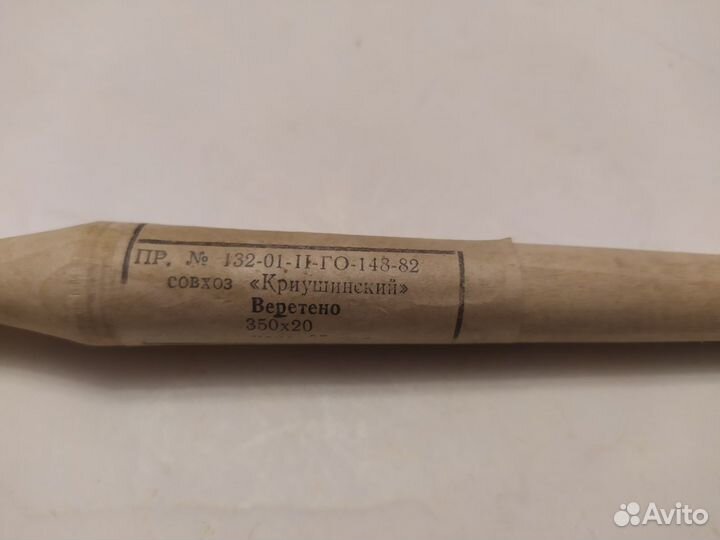 ПР. № 132-01-II-ГО-148-82
совхоз «Криушинский»
Веретено
350х20
Avito